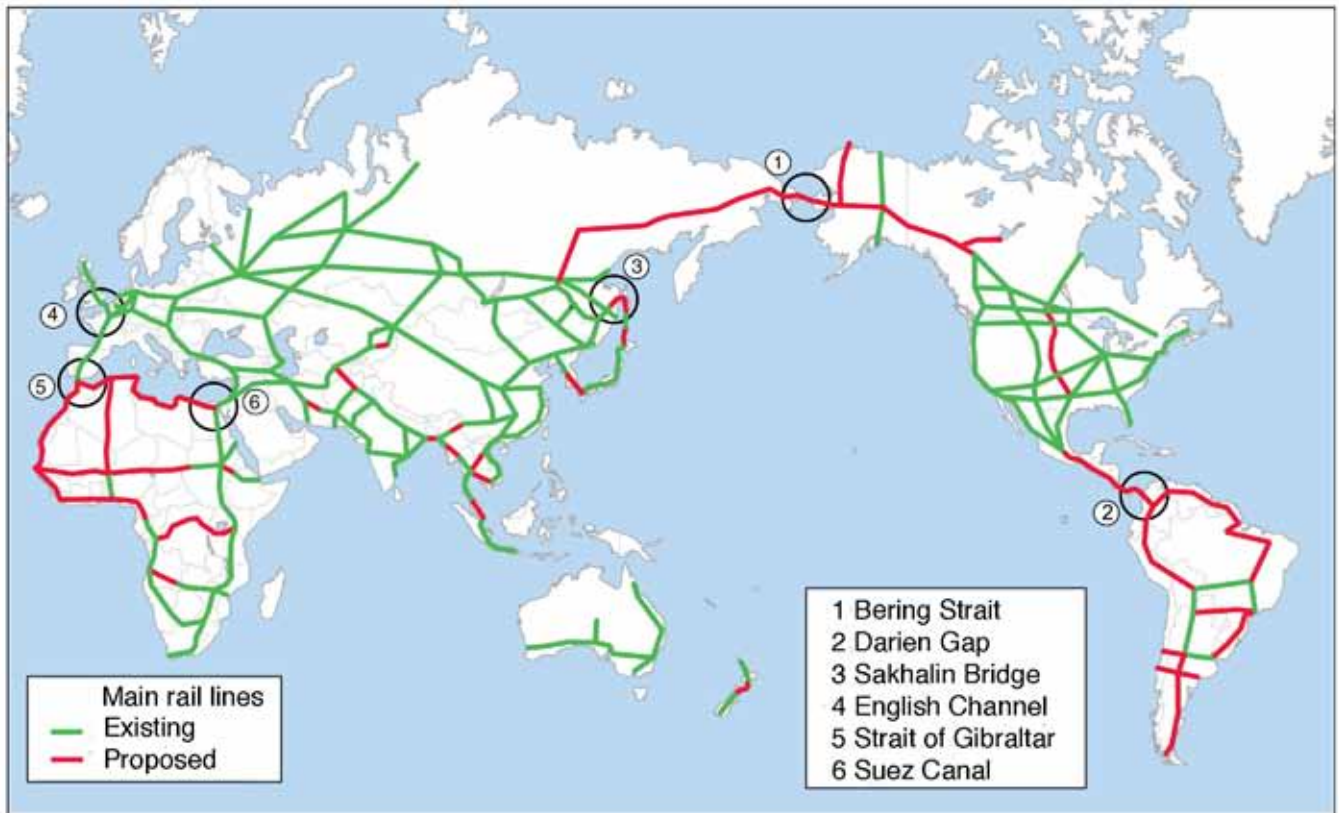 1
3
4
5
6
2
Main rail lines
Existing
Proposed
1 Bering Strait
2 Darien Gap
3 Sakhalin Bridge
4 English Channel
5 Strait of Gibraltar
6 Suez Canal